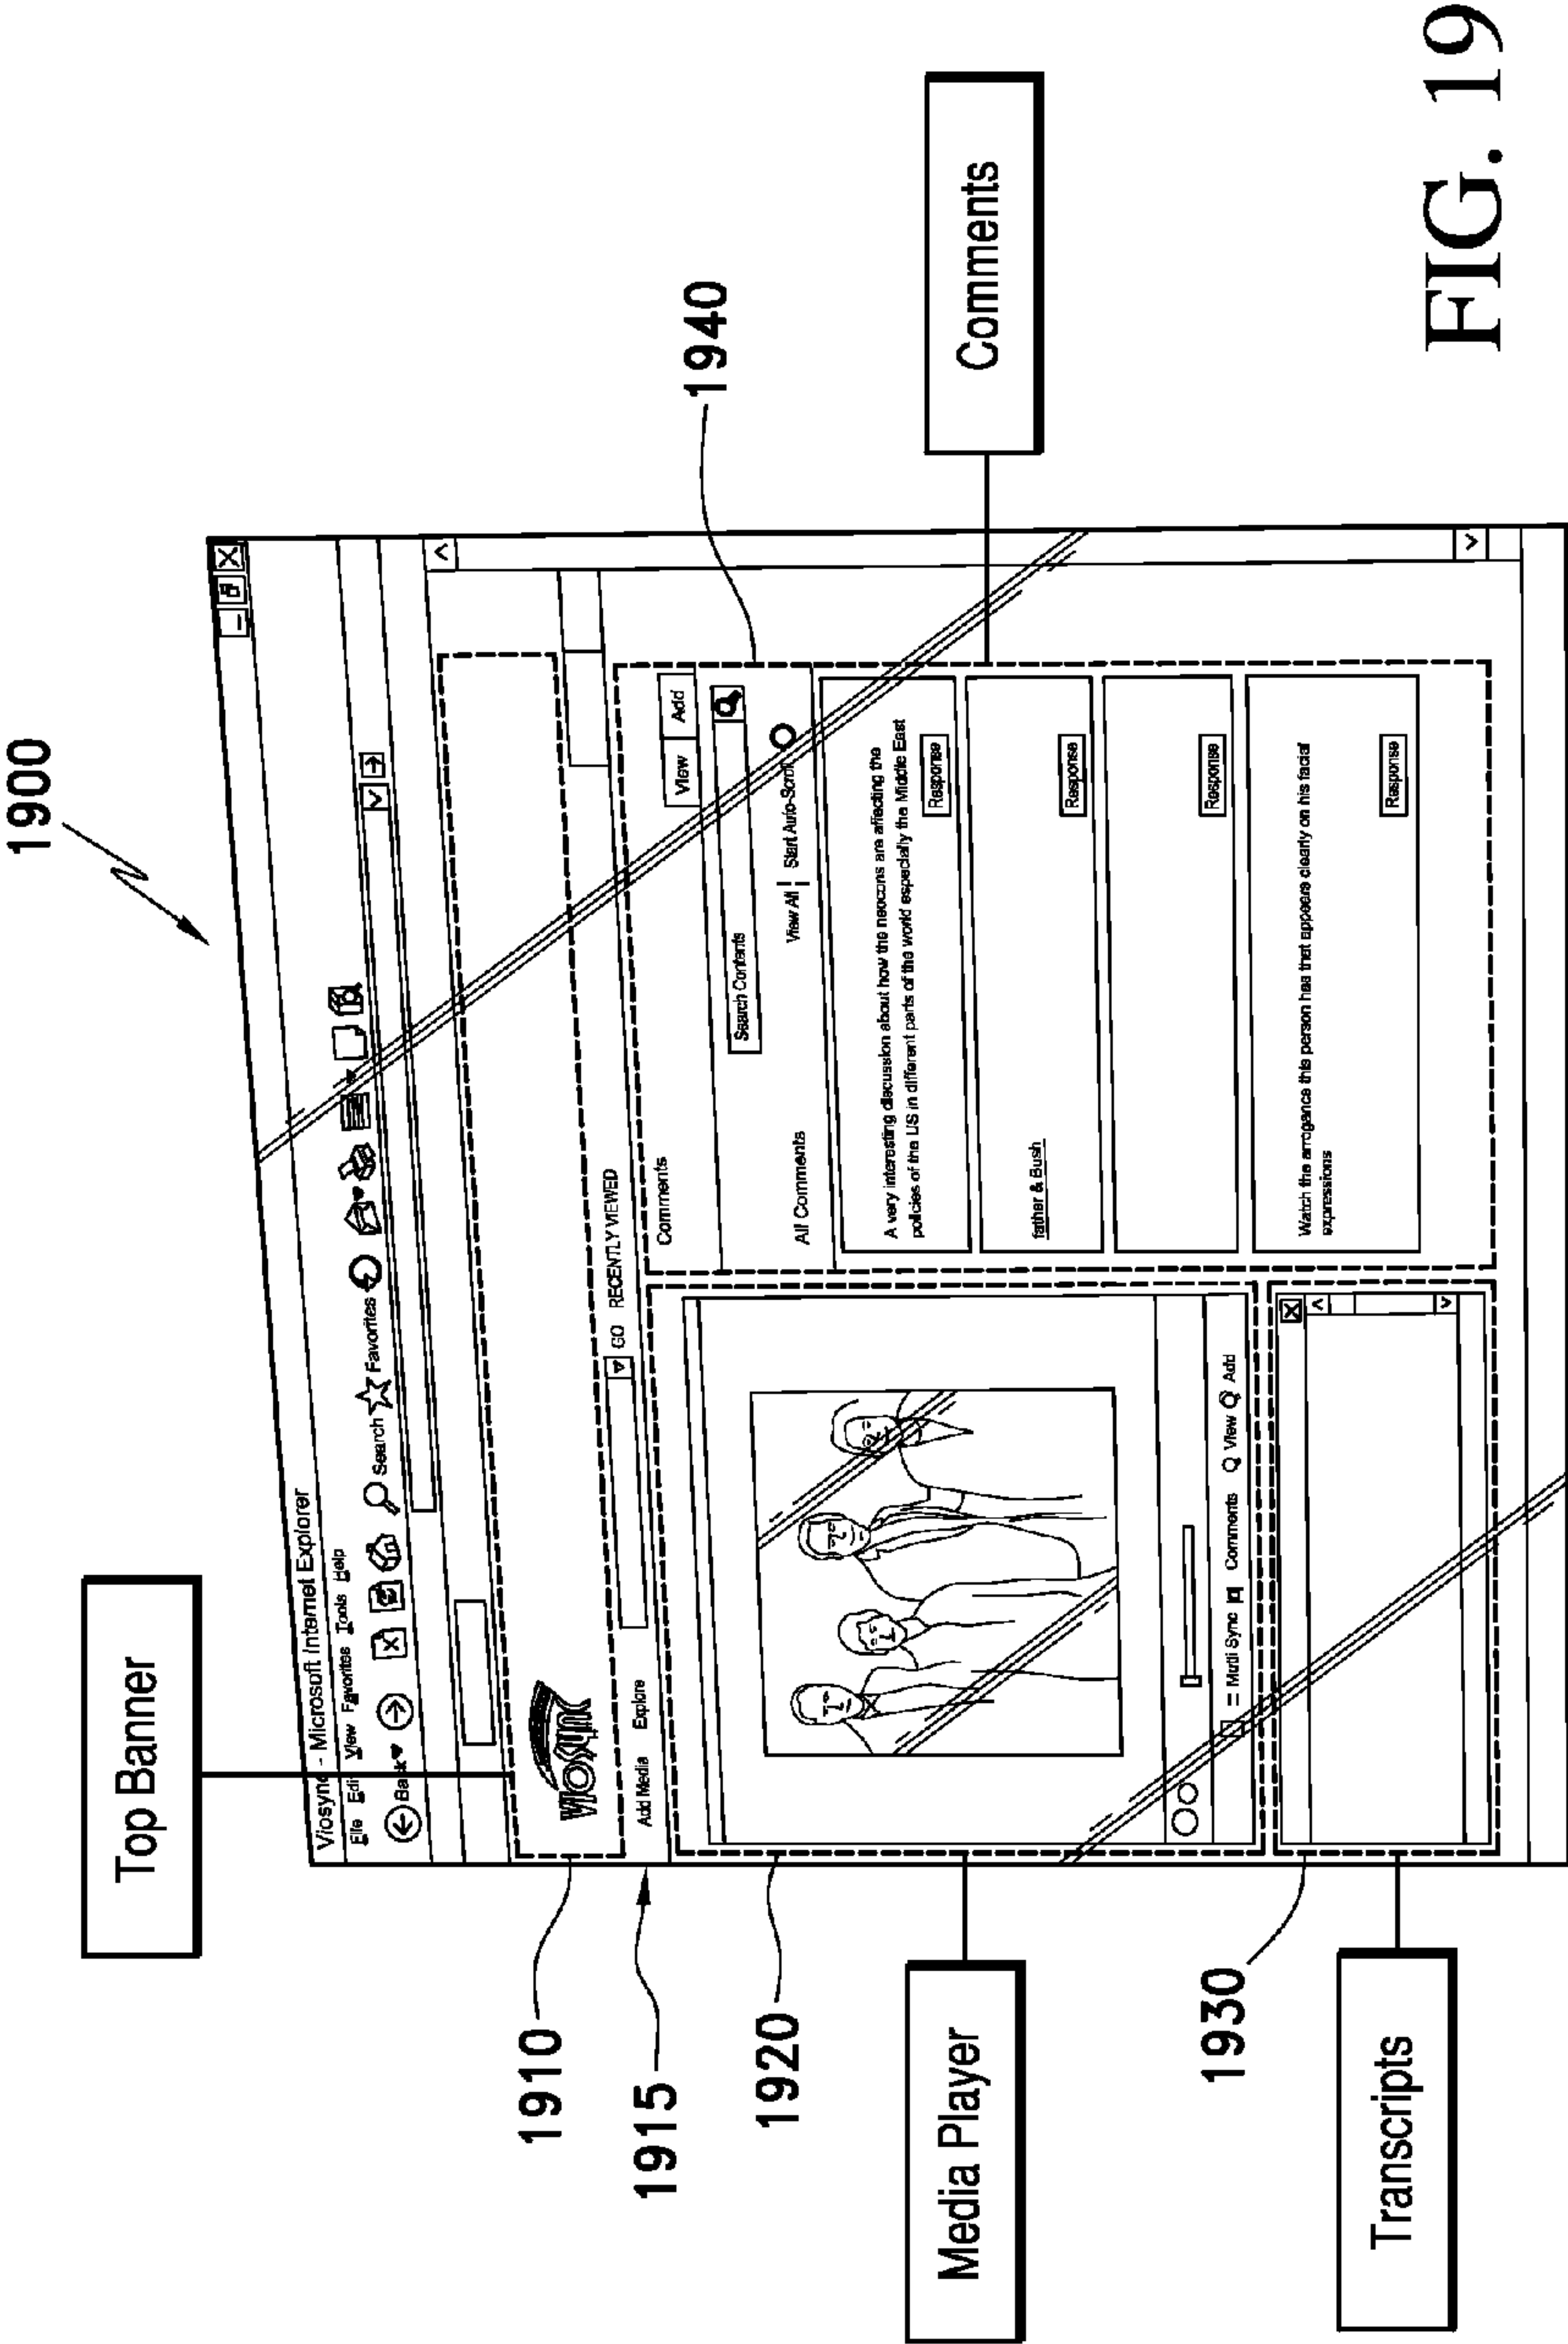 1900
Top Banner
Viosync - Microsoft Internet Explorer
File Edit View Favorites Tools Help
Back Search Favorites
1910
VIOSYNC
1915
Add Media Explore GO RECENTLY VIEWED
1920
Media Player
Multi Sync Comments View Add
1930
Transcripts
1940
Comments
Comments View Add
Search Contents
All Comments View All Start Auto-Scroll
A very interesting discussion about how the neocons are affecting the
policies of the US in different parts of the world especially the Middle East
Response
father & Bush
Response
Response
Watch the arrogance this person has that appears clearly on his facial
expressions
Response
FIG. 19